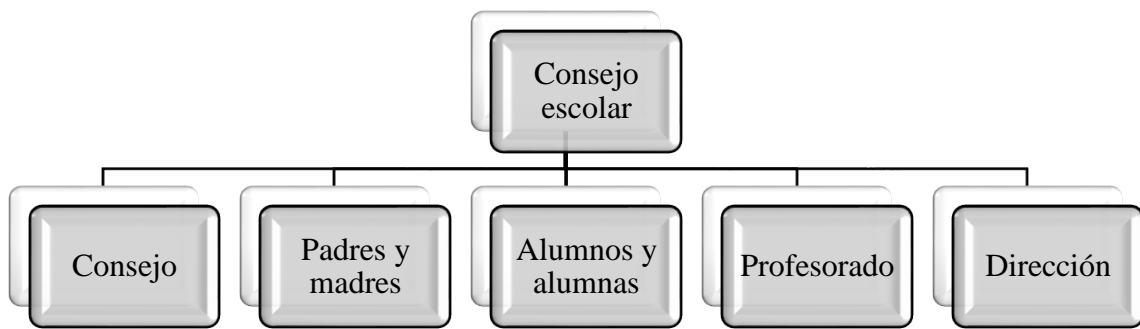 Consejo
escolar
Consejo
Padres y
madres
Alumnos y
alumnas
Profesorado
Dirección